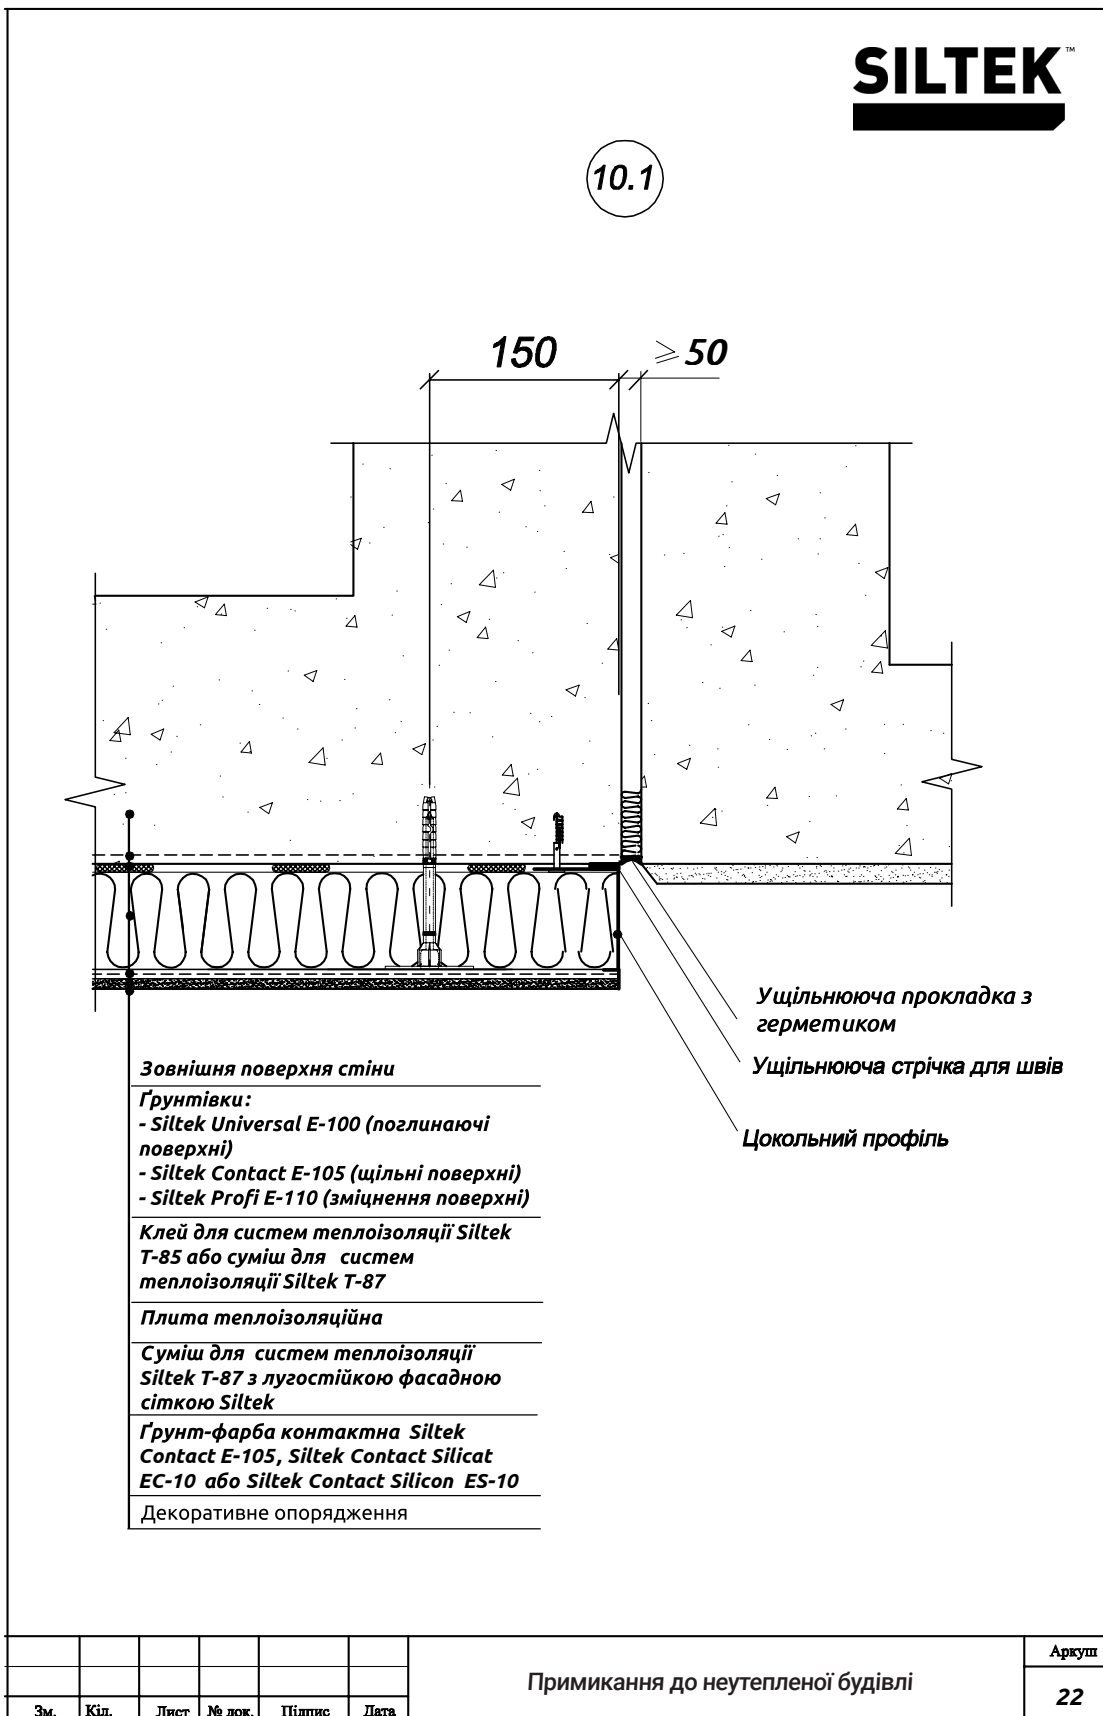 SILTEK™
10.1
150
⩾ 50
Ущільнююча прокладка з
герметиком
Ущільнююча стрічка для швів
Цокольний профіль
Зовнішня поверхня стіни
Ґрунтівки:
- Siltek Universal E-100 (поглинаючі
поверхні)
- Siltek Contact E-105 (щільні поверхні)
- Siltek Profi E-110 (зміцнення поверхні)
Клей для систем теплоізоляції Siltek
Т-85 або суміш для систем
теплоізоляції Siltek Т-87
Плита теплоізоляційна
Суміш для систем теплоізоляції
Siltek Т-87 з лугостійкою фасадною
сіткою Siltek
Ґрунт-фарба контактна Siltek
Contact E-105, Siltek Contact Silicat
EC-10 або Siltek Contact Silicon ES-10
Декоративне опорядження
Примикання до неутепленої будівлі
Аркуш
22
Зм. Кіл. Лист № док. Підпис Дата